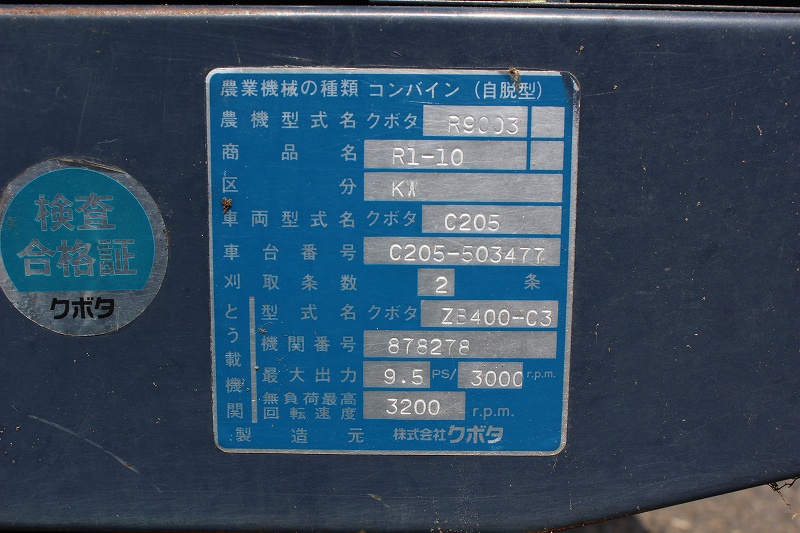 農業機械の種類 コンバイン (自脱型)
農機型式名 クボタ R9003
商品名 R1-10
区分 KW
車両型式名 クボタ C205
車台番号 C205-503477
刈取条数 2 条
とう載機関
型式名 クボタ ZB400-C3
機関番号 878278
最大出力 9.5 PS/ 3000 r.p.m.
無負荷最高回転速度 3200 r.p.m.
製造元 株式会社クボタ
検査
合格証
クボタ